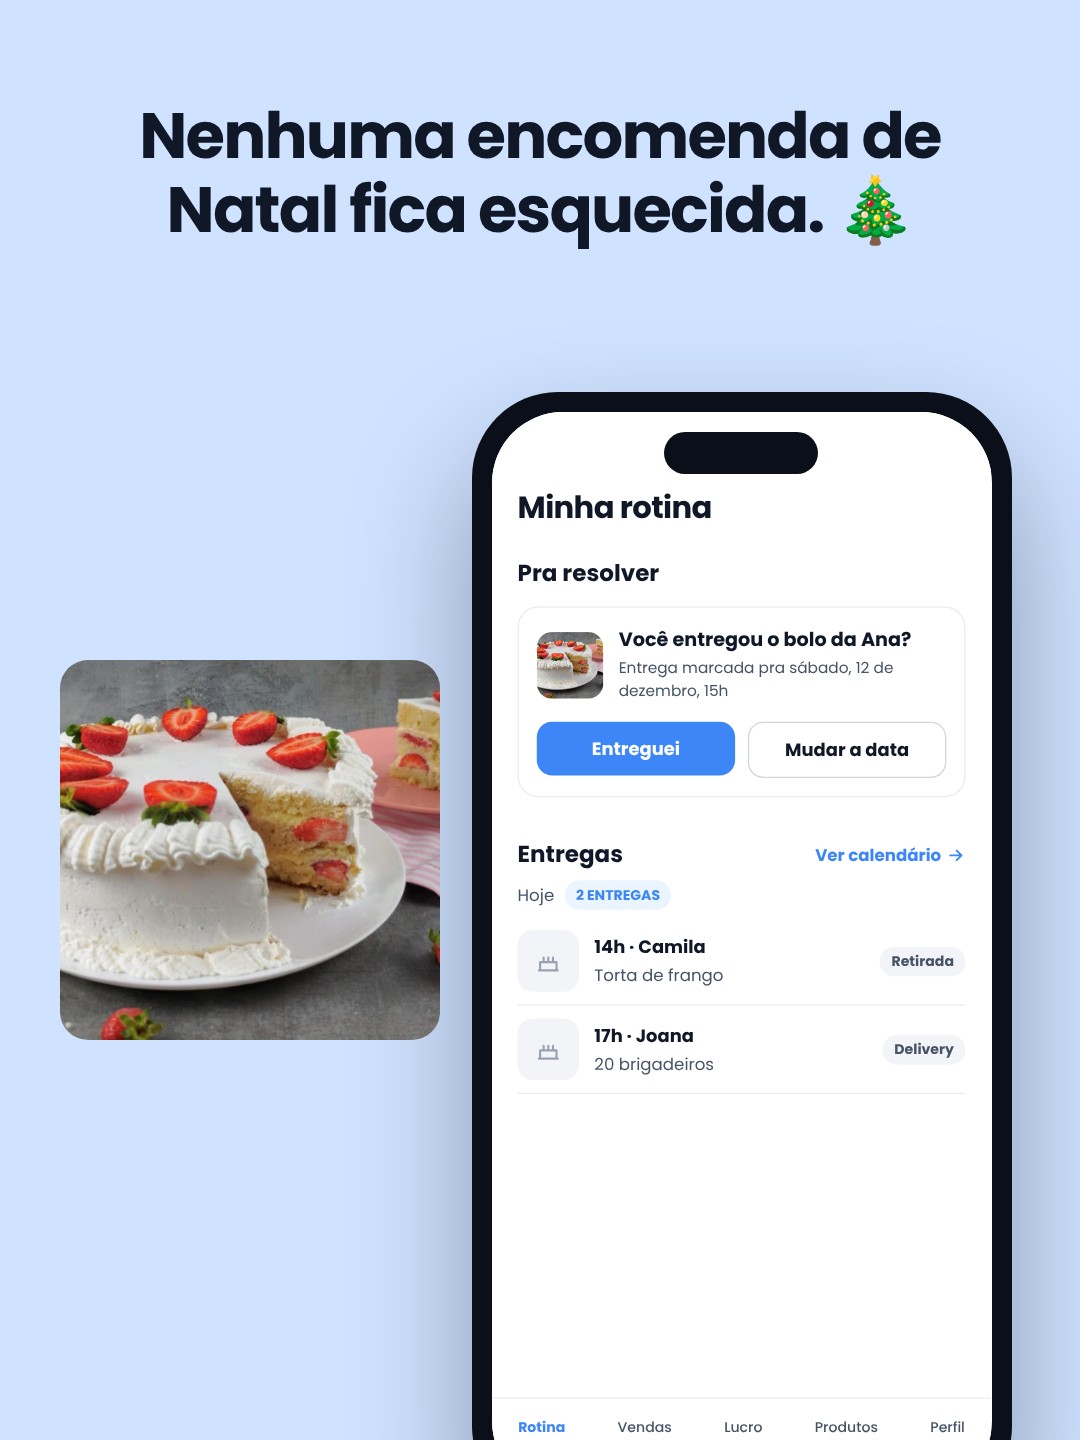 Nenhuma encomenda de
Natal fica esquecida. 🎄
Minha rotina
Pra resolver
Você entregou o bolo da Ana?
Entrega marcada pra sábado, 12 de
dezembro, 15h
Entreguei
Mudar a data
Entregas
Ver calendário →
Hoje
2 ENTREGAS
14h · Camila
Torta de frango
Retirada
17h · Joana
20 brigadeiros
Delivery
Rotina
Vendas
Lucro
Produtos
Perfil